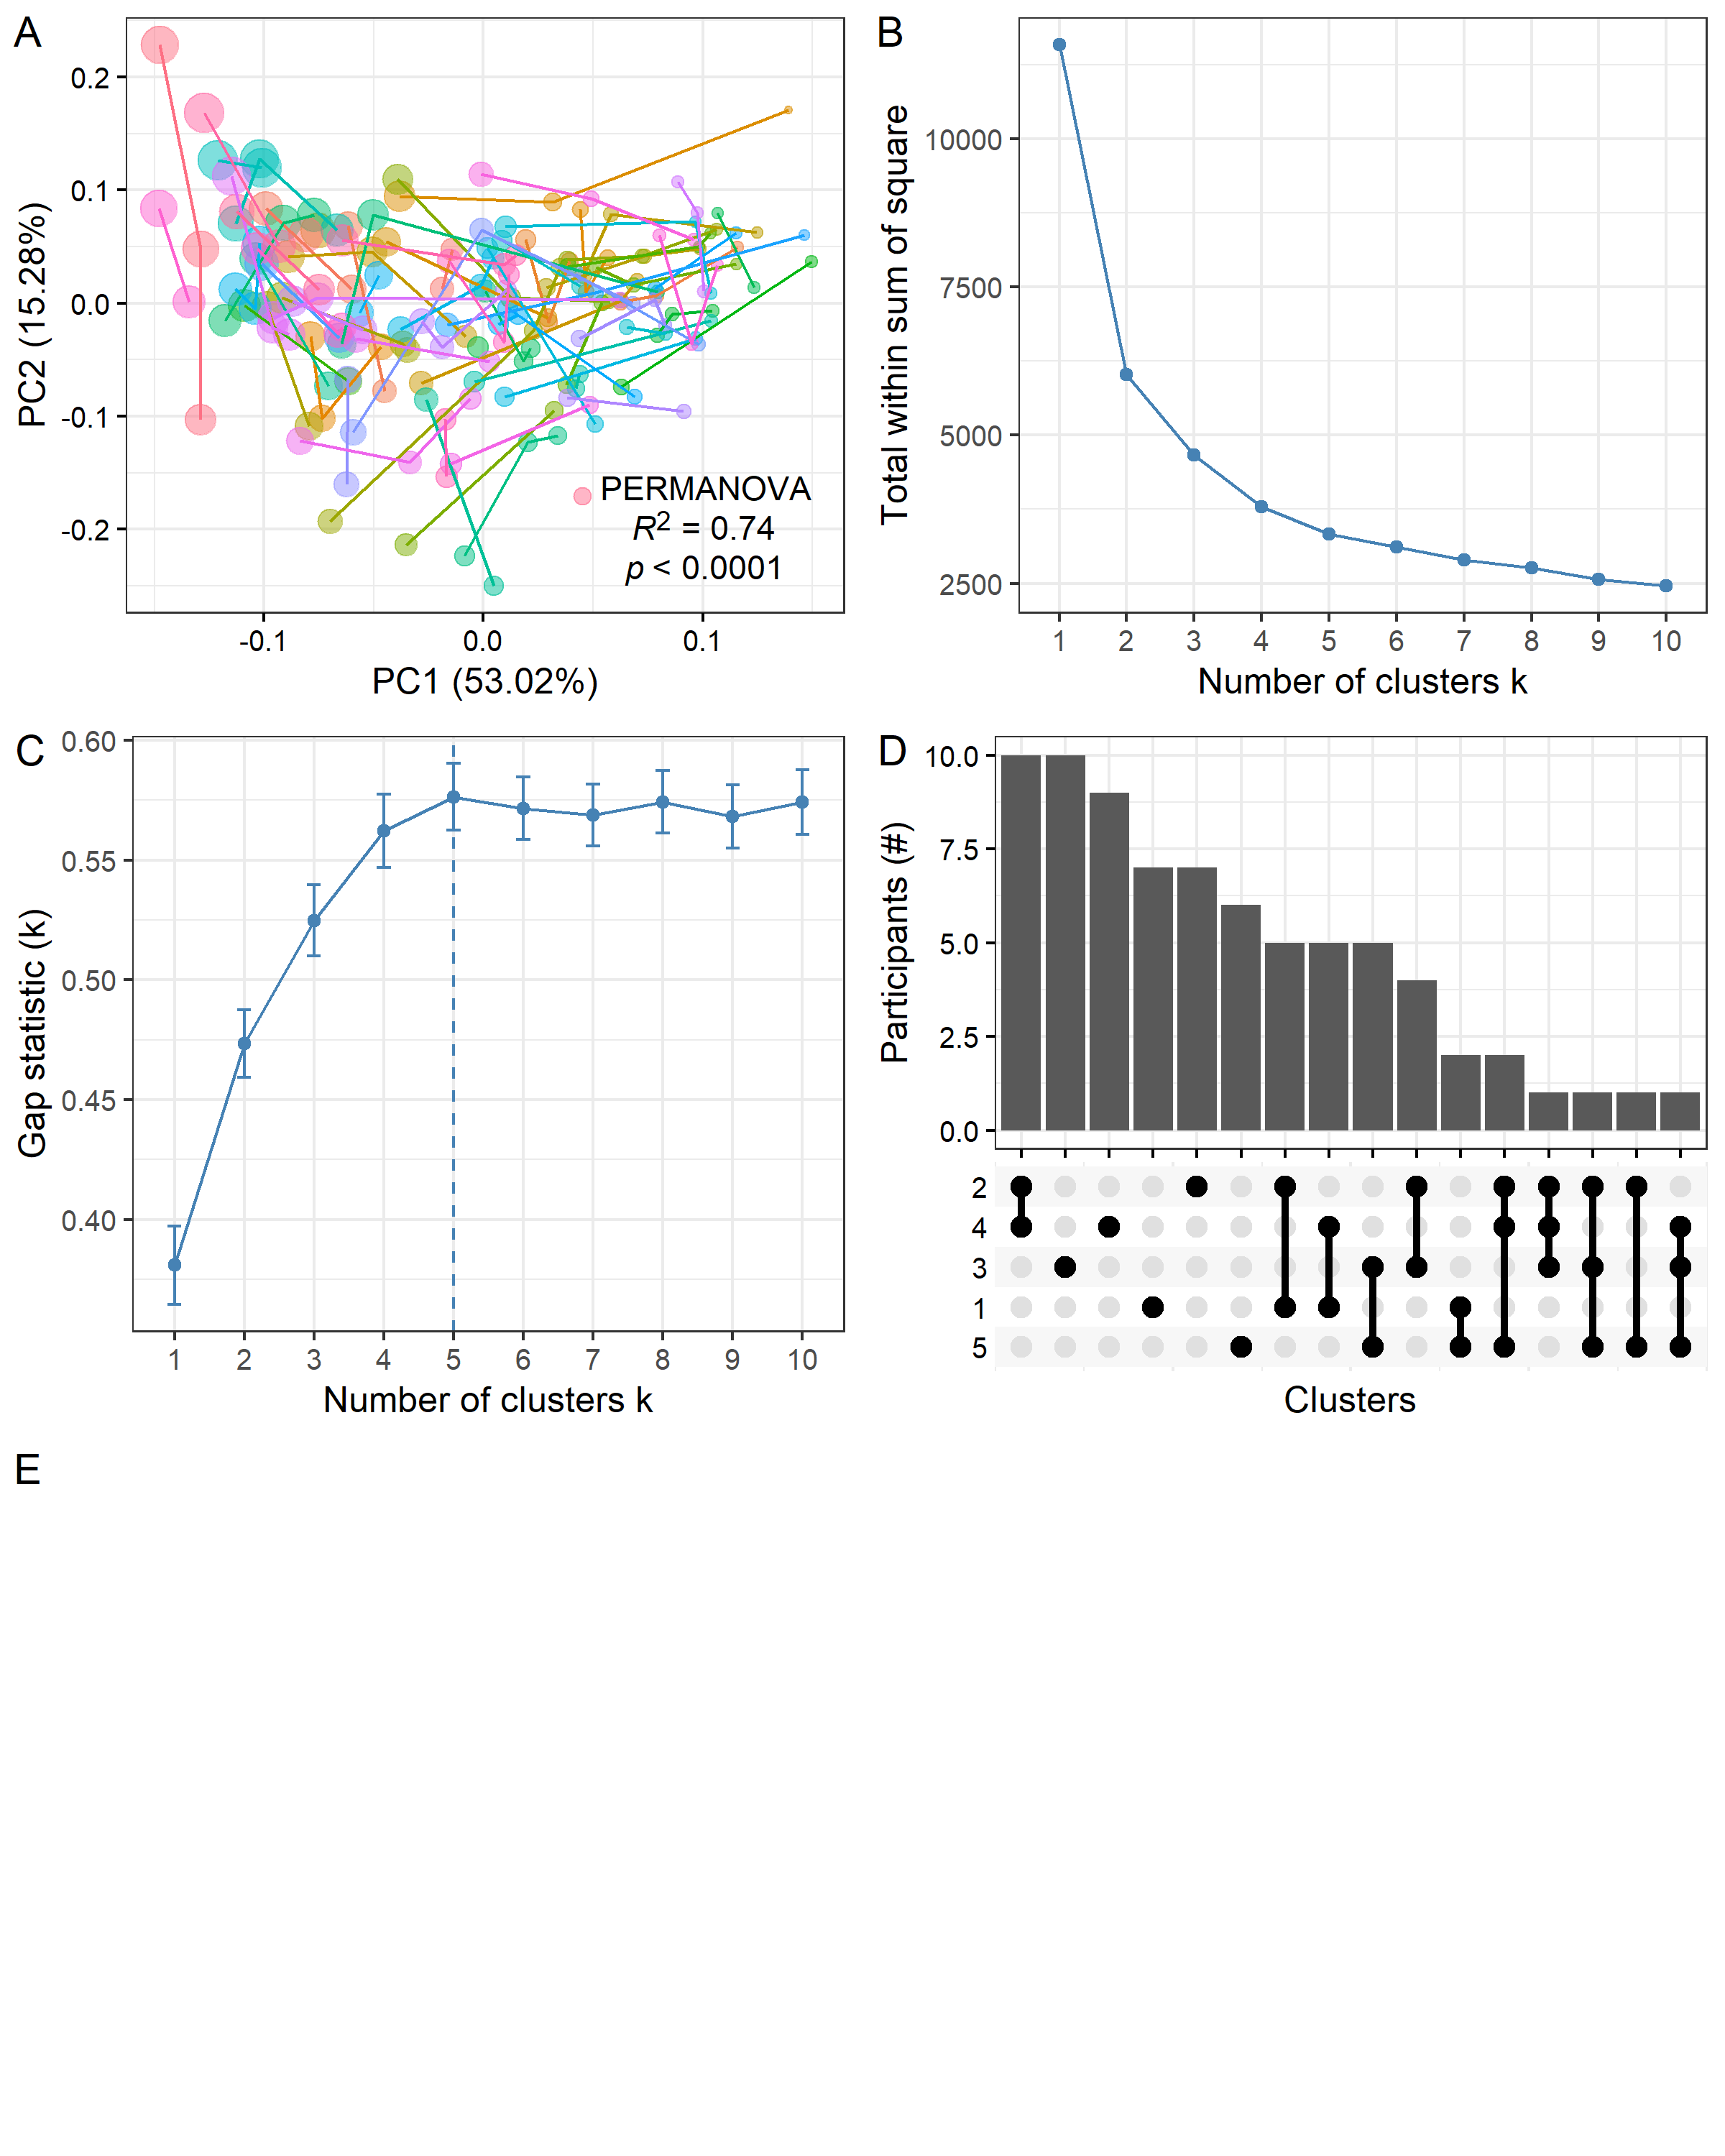 A
0.2
0.1
0.0
-0.1
-0.2
PC2 (15.28%)
PERMANOVA
R2 = 0.74
p < 0.0001
-0.1 0.0 0.1
PC1 (53.02%)
B
10000
7500
5000
2500
Total within sum of square
1 2 3 4 5 6 7 8 9 10
Number of clusters k
C
0.60
0.55
0.50
0.45
0.40
Gap statistic (k)
1 2 3 4 5 6 7 8 9 10
Number of clusters k
D
10.0
7.5
5.0
2.5
0.0
Participants (#)
2
4
3
1
5
Clusters
E